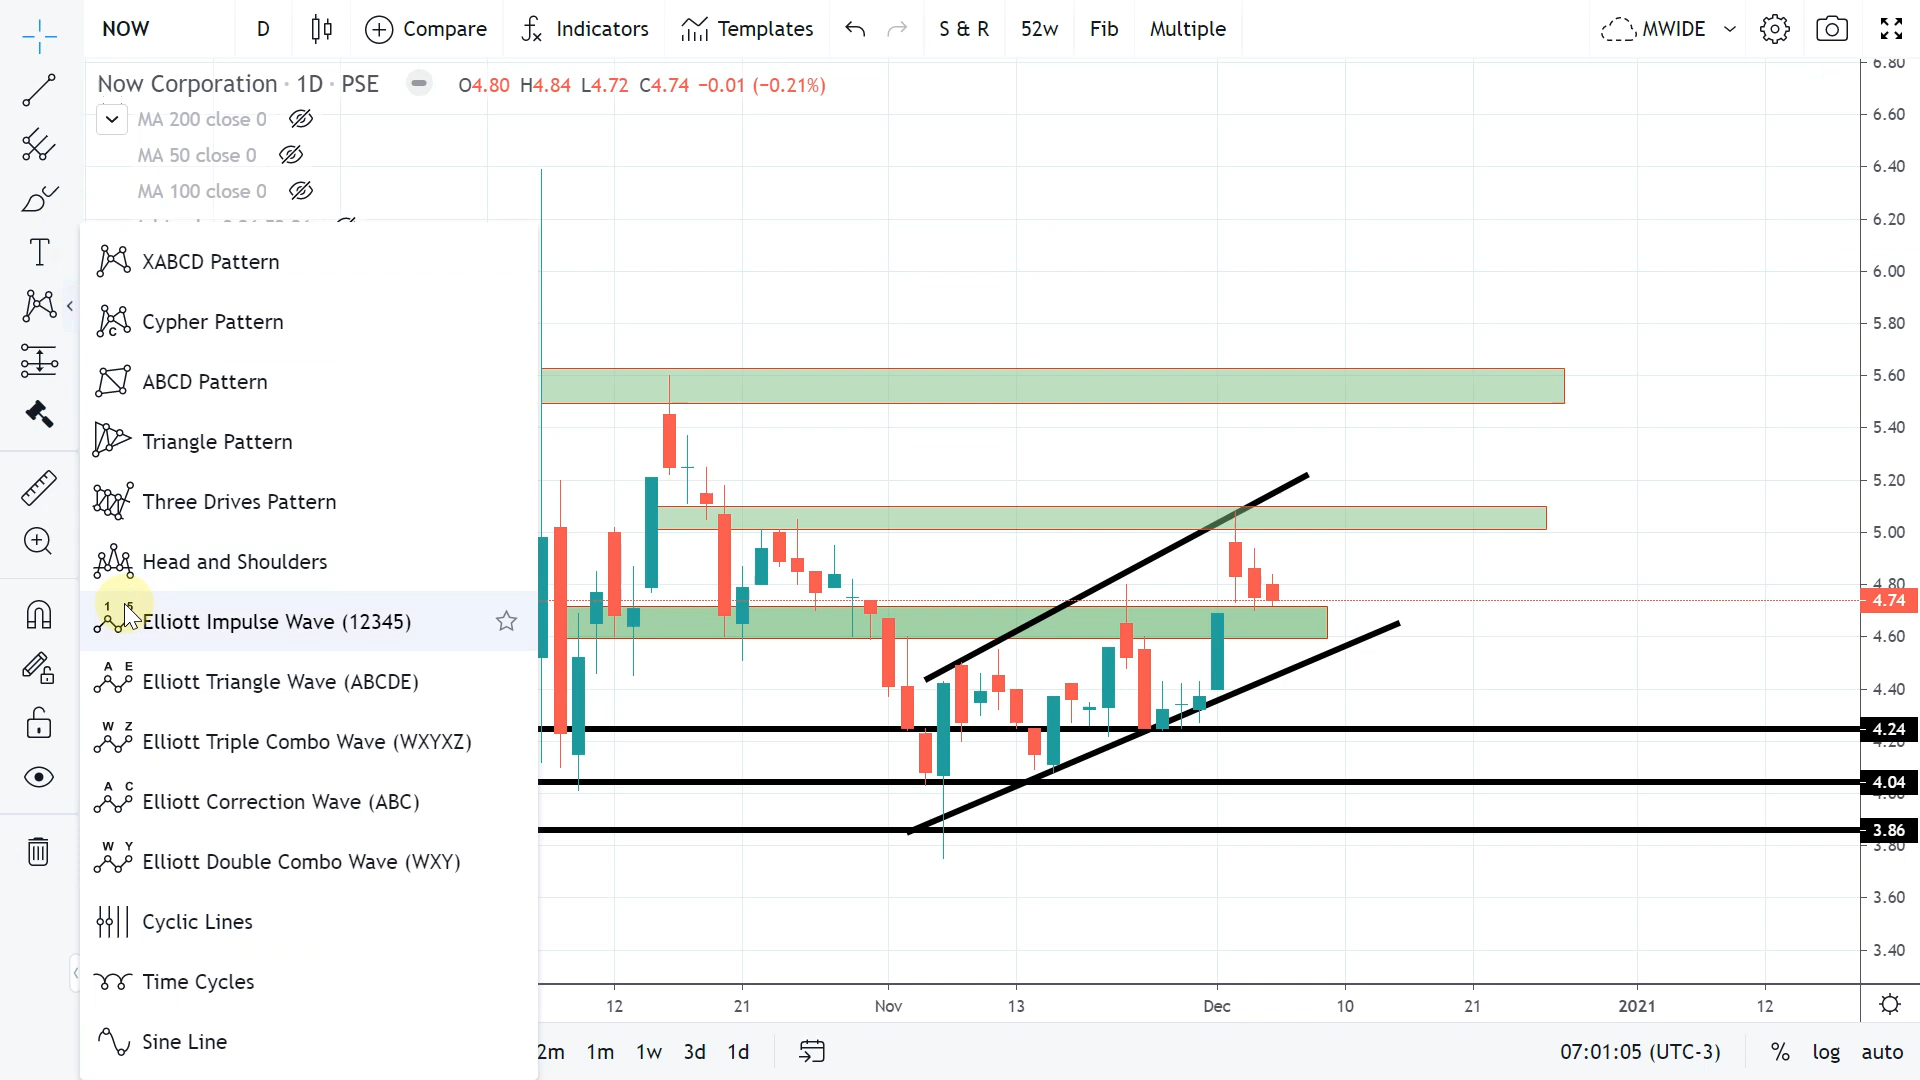 NOW D Compare Indicators Templates S & R 52w Fib Multiple MWIDE
Now Corporation · 1D · PSE O4.80 H4.84 L4.72 C4.74 −0.01 (−0.21%)
MA 200 close 0
MA 50 close 0
MA 100 close 0
XABCD Pattern
Cypher Pattern
ABCD Pattern
Triangle Pattern
Three Drives Pattern
Head and Shoulders
Elliott Impulse Wave (12345)
A E
Elliott Triangle Wave (ABCDE)
W Z
Elliott Triple Combo Wave (WXYXZ)
A C
Elliott Correction Wave (ABC)
W Y
Elliott Double Combo Wave (WXY)
Cyclic Lines
Time Cycles
Sine Line
6.80
6.60
6.40
6.20
6.00
5.80
5.60
5.40
5.20
5.00
4.80
4.74
4.60
4.40
4.24
4.20
4.04
4.00
3.86
3.80
3.60
3.40
12 21 Nov 13 Dec 10 21 2021 12
2m 1m 1w 3d 1d 07:01:05 (UTC-3) % log auto